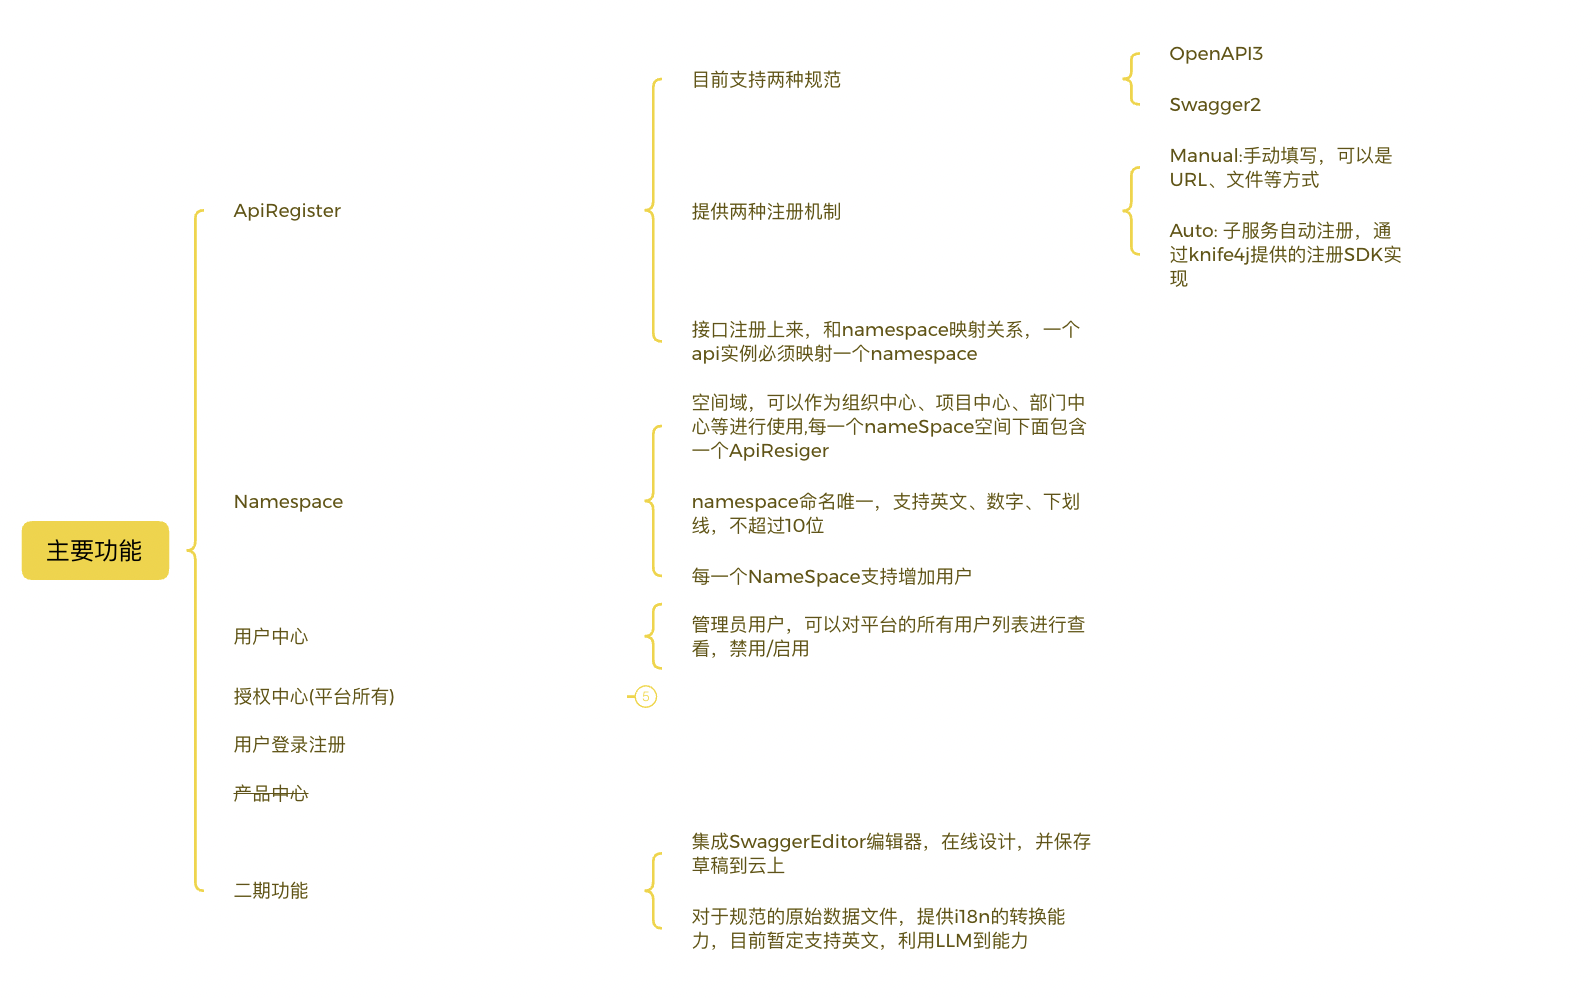 主要功能
ApiRegister
目前支持两种规范
OpenAPI3
Swagger2
提供两种注册机制
Manual:手动填写，可以是
URL、文件等方式
Auto: 子服务自动注册，通
过knife4j提供的注册SDK实
现
接口注册上来，和namespace映射关系，一个
api实例必须映射一个namespace
Namespace
空间域，可以作为组织中心、项目中心、部门中
心等进行使用,每一个nameSpace空间下面包含
一个ApiResiger
namespace命名唯一，支持英文、数字、下划
线，不超过10位
每一个NameSpace支持增加用户
用户中心
管理员用户，可以对平台的所有用户列表进行查
看，禁用/启用
授权中心(平台所有)
5
用户登录注册
产品中心
二期功能
集成SwaggerEditor编辑器，在线设计，并保存
草稿到云上
对于规范的原始数据文件，提供i18n的转换能
力，目前暂定支持英文，利用LLM到能力